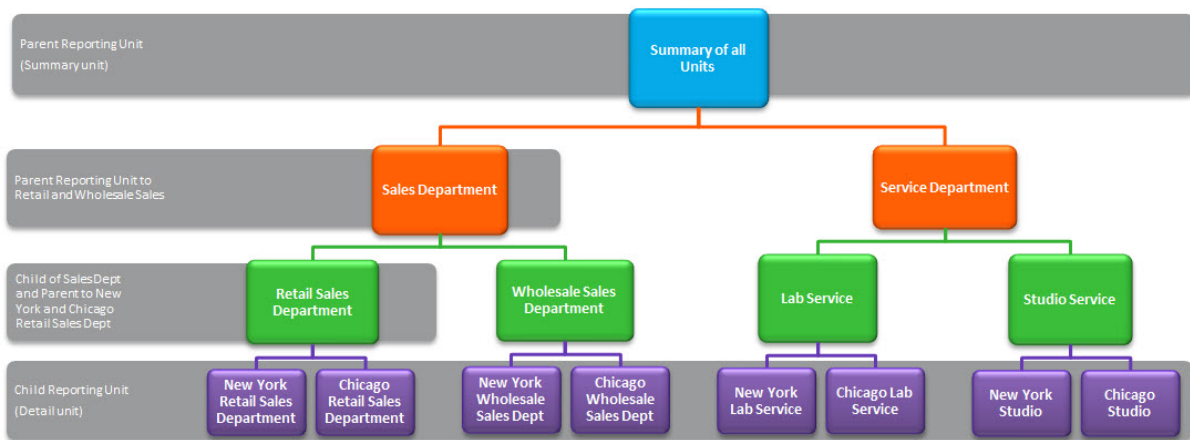 Parent Reporting Unit
(Summary unit)
Summary of all
Units
Parent Reporting Unit to
Retail and Wholesale Sales
Sales Department
Service Department
Child of Sales Dept
and Parent to New
York and Chicago
Retail Sales Dept
Retail Sales
Department
Wholesale Sales
Department
Lab Service
Studio Service
Child Reporting Unit
(Detail unit)
New York
Retail Sales
Department
Chicago
Retail Sales
Department
New York
Wholesale
Sales Dept
Chicago
Wholesale
Sales Dept
New York
Lab Service
Chicago Lab
Service
New York
Studio
Chicago
Studio